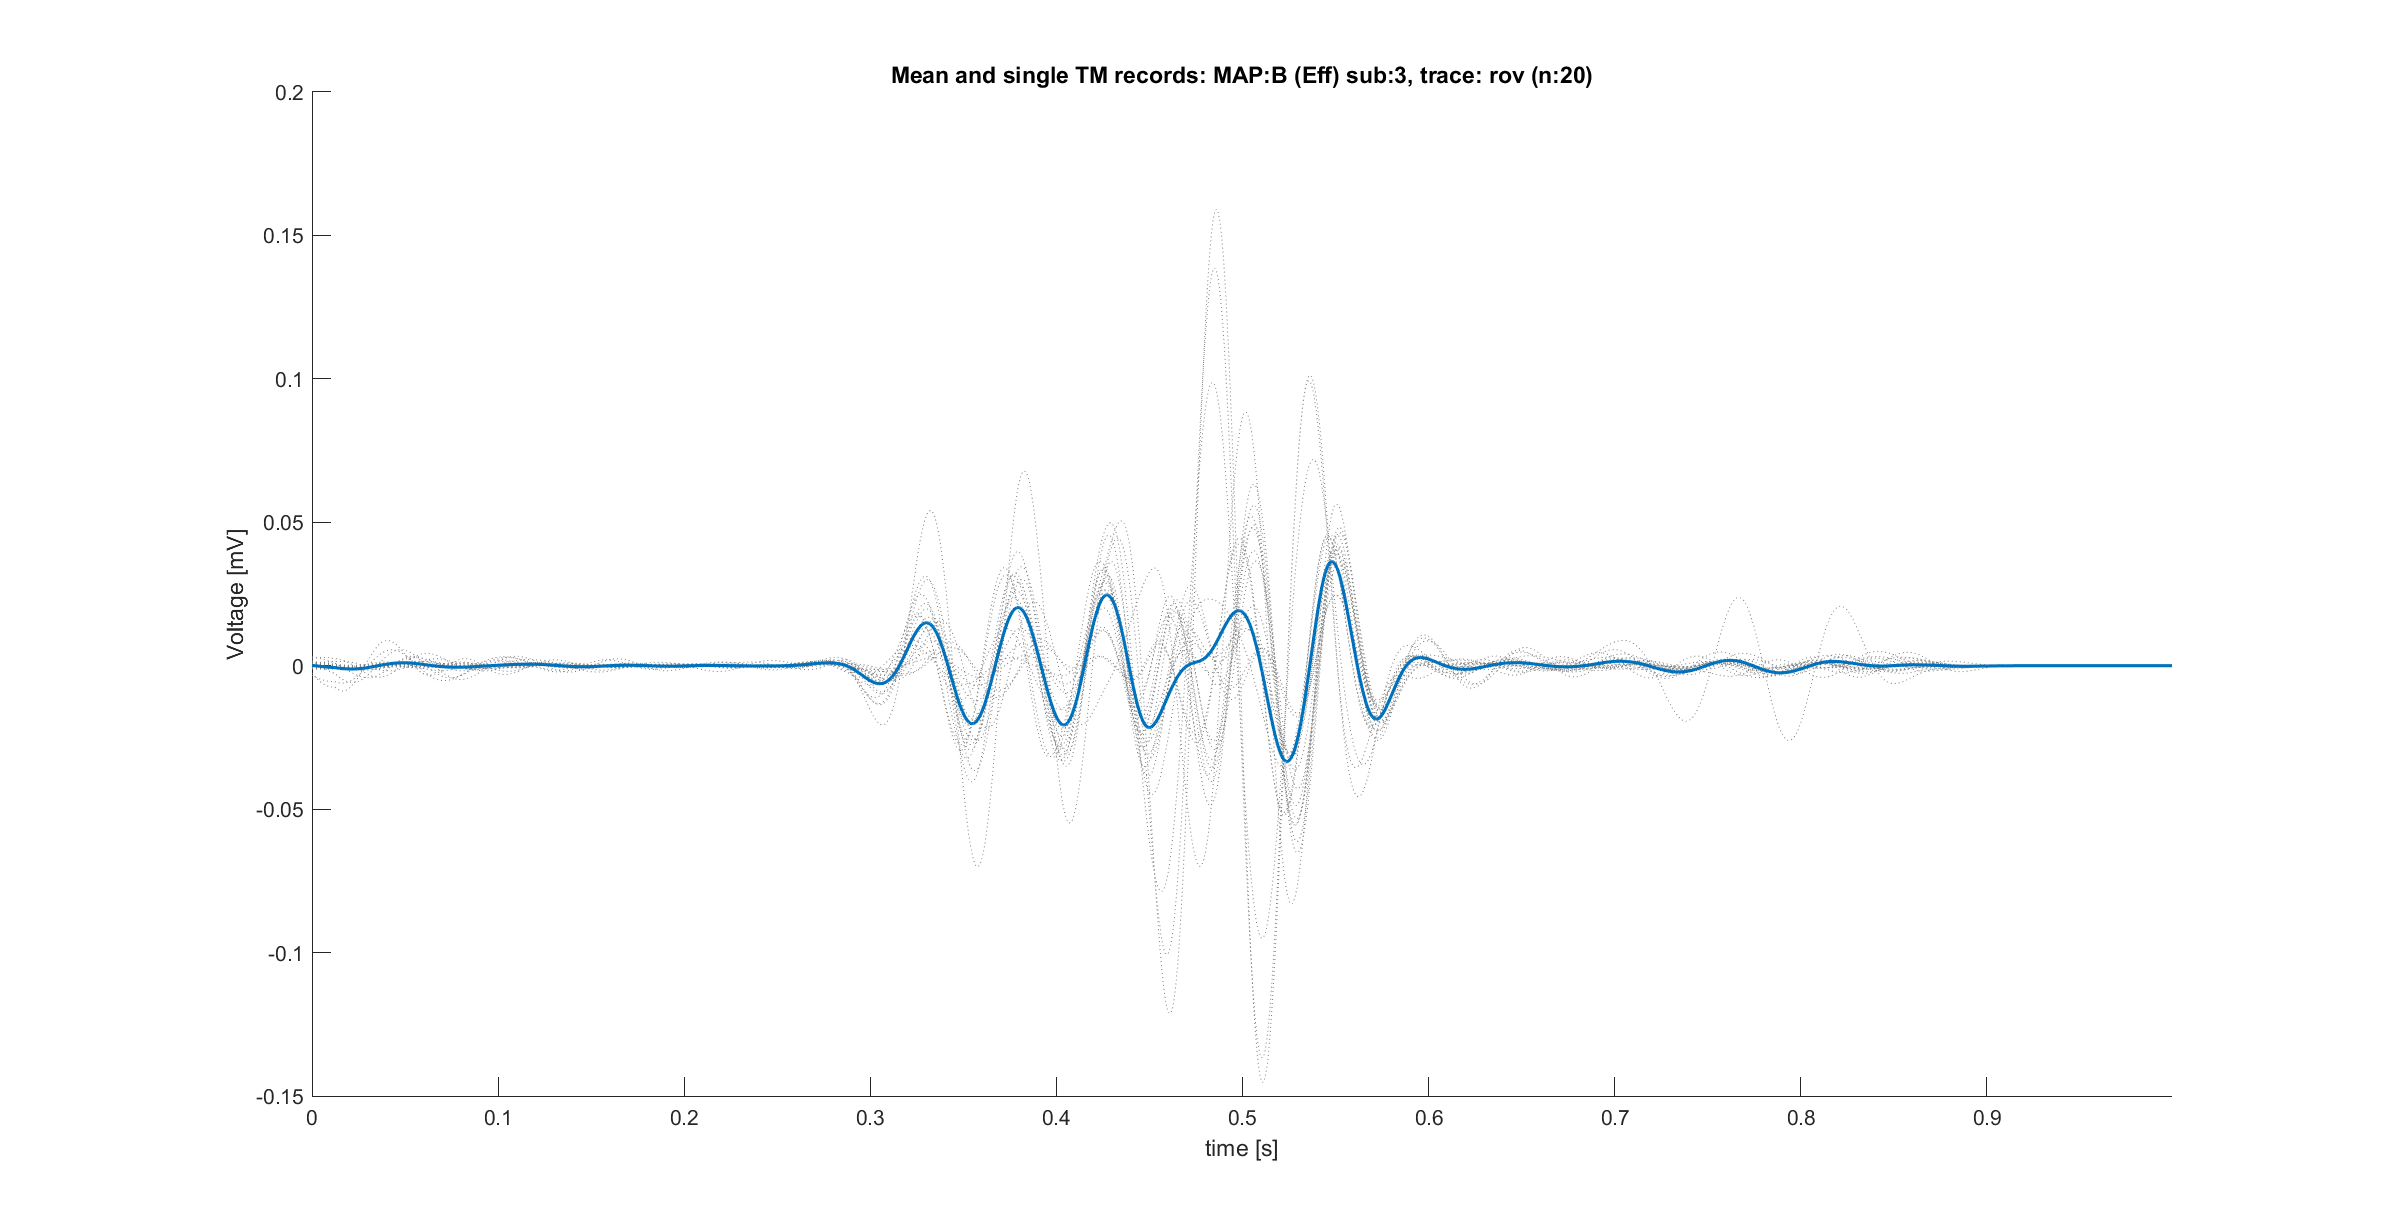 Mean and single TM records: MAP:B (Eff) sub:3, trace: rov (n:20)
0.2
0.15
0.1
0.05
0
-0.05
-0.1
-0.15
Voltage [mV]
0 0.1 0.2 0.3 0.4 0.5 0.6 0.7 0.8 0.9
time [s]